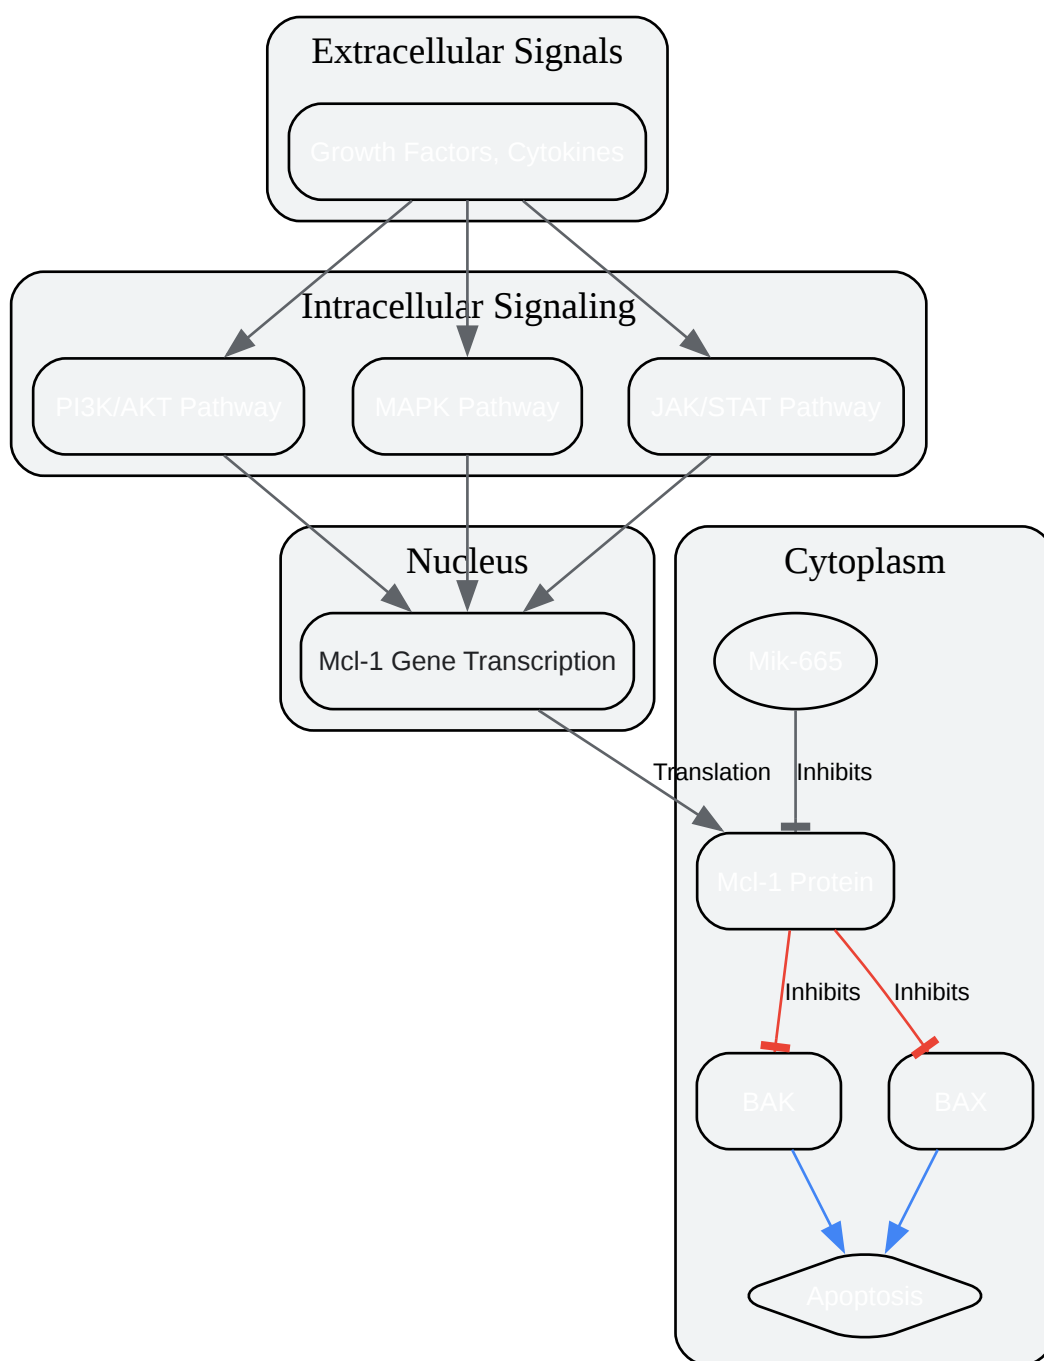 Extracellular Signals
Growth Factors, Cytokines
Intracellular Signaling
PI3K/AKT Pathway
MAPK Pathway
JAK/STAT Pathway
Nucleus
Cytoplasm
Mcl-1 Gene Transcription
Mik-665
Translation
Inhibits
Mcl-1 Protein
Inhibits
Inhibits
BAK
BAX
Apoptosis